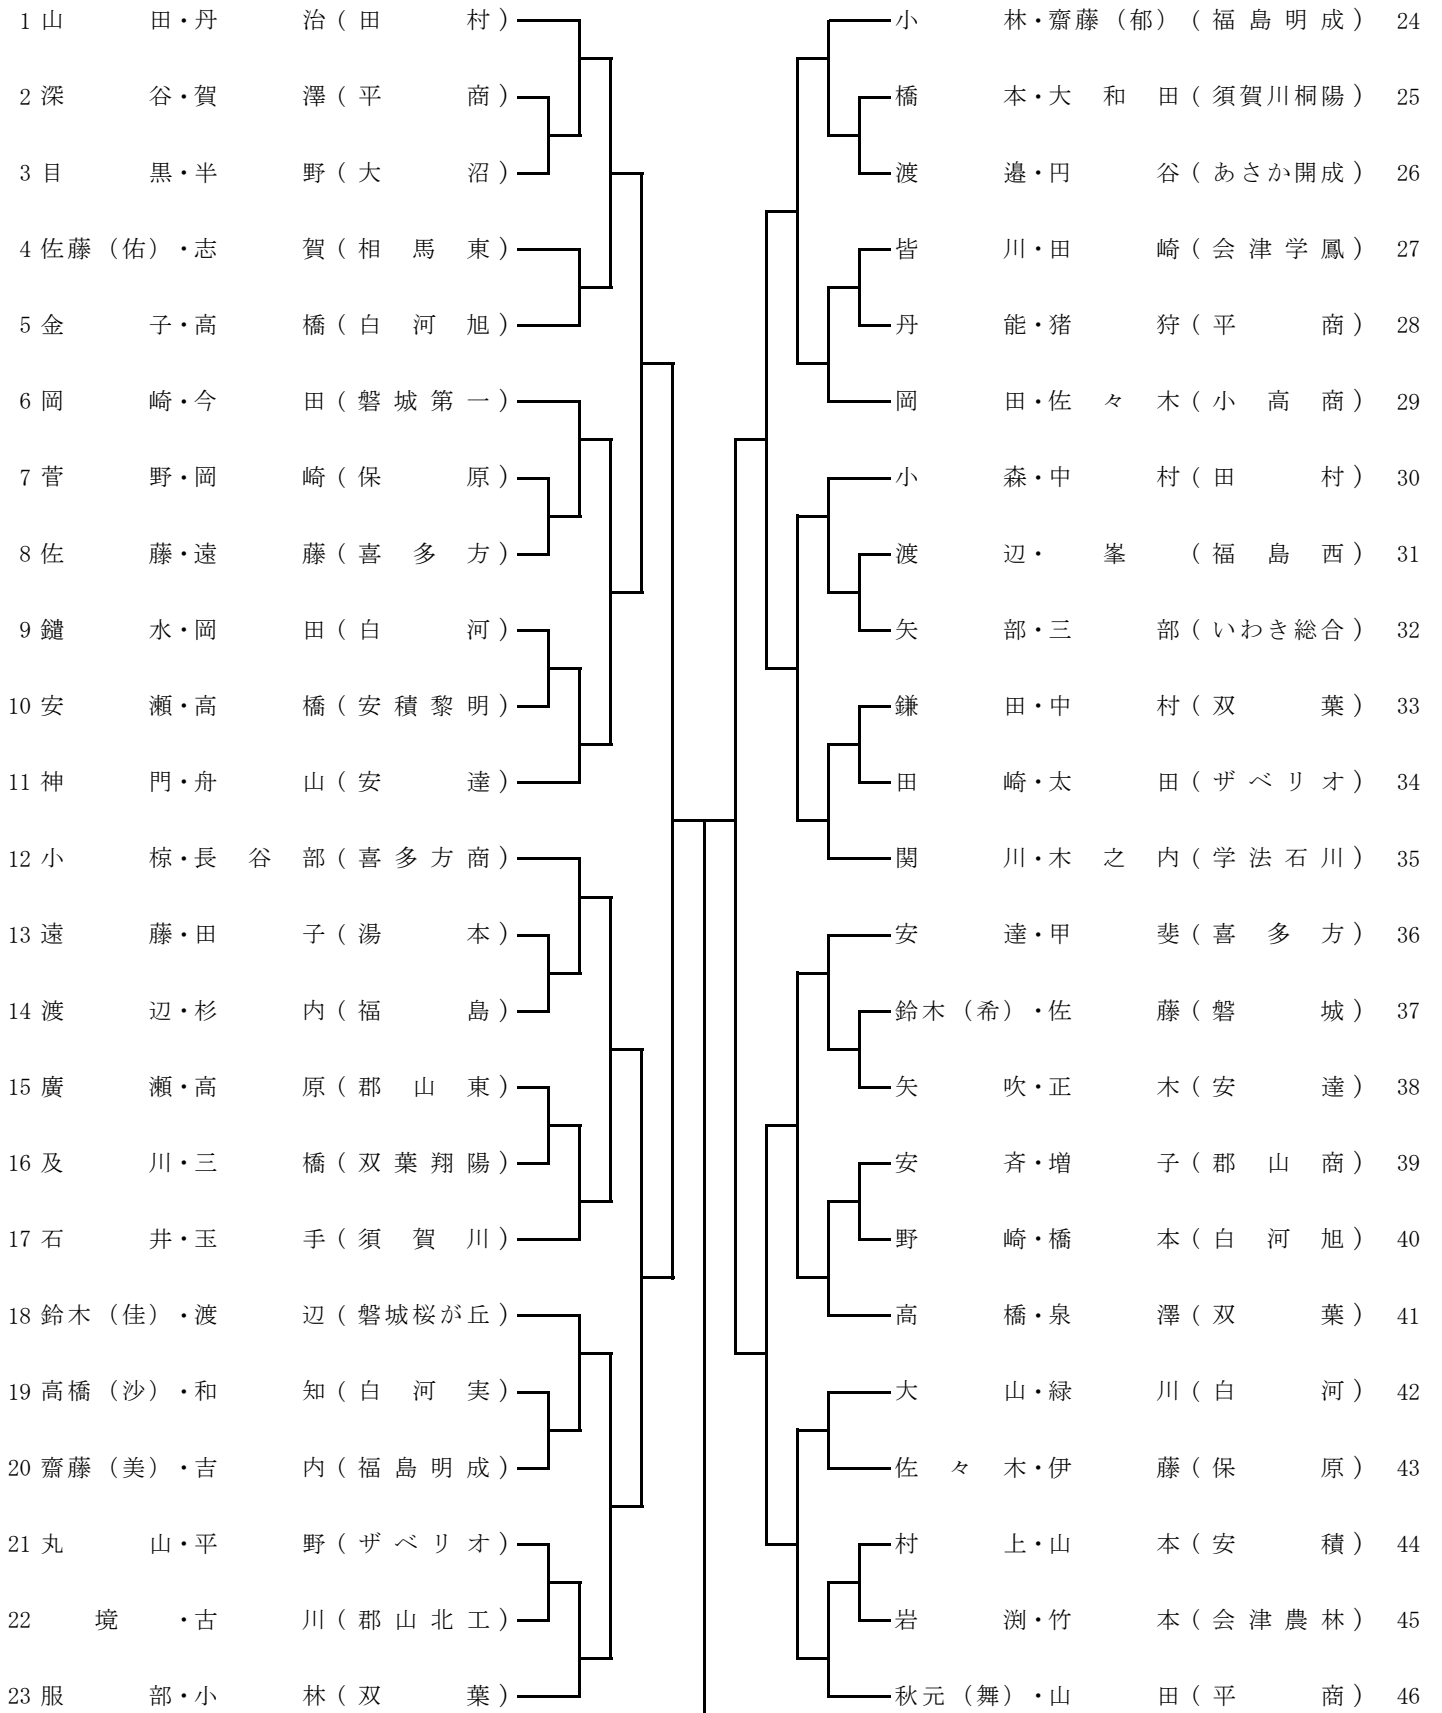 1 山田・丹治（田村）
2 深谷・賀澤（平商）
3 目黒・半野（大沼）
4 佐藤（佑）・志賀（相馬東）
5 金子・高橋（白河旭）
6 岡崎・今田（磐城第一）
7 菅野・岡崎（保原）
8 佐藤・遠藤（喜多方）
9 鑓水・岡田（白河）
10 安瀬・高橋（安積黎明）
11 神門・舟山（安達）
12 小椋・長谷部（喜多方商）
13 遠藤・田子（湯本）
14 渡辺・杉内（福島）
15 廣瀬・高原（郡山東）
16 及川・三橋（双葉翔陽）
17 石井・玉手（須賀川）
18 鈴木（佳）・渡辺（磐城桜が丘）
19 高橋（沙）・和知（白河実）
20 齋藤（美）・吉内（福島明成）
21 丸山・平野（ザベリオ）
22 境・古川（郡山北工）
23 服部・小林（双葉）
小林・齋藤（郁）（福島明成） 24
橋本・大和田（須賀川桐陽） 25
渡邉・円谷（あさか開成） 26
皆川・田崎（会津学鳳） 27
丹能・猪狩（平商） 28
岡田・佐々木（小高商） 29
小森・中村（田村） 30
渡辺・峯（福島西） 31
矢部・三部（いわき総合） 32
鎌田・中村（双葉） 33
田崎・太田（ザベリオ） 34
関川・木之内（学法石川） 35
安達・甲斐（喜多方） 36
鈴木（希）・佐藤（磐城） 37
矢吹・正木（安達） 38
安斉・増子（郡山商） 39
野崎・橋本（白河旭） 40
高橋・泉澤（双葉） 41
大山・緑川（白河） 42
佐々木・伊藤（保原） 43
村上・山本（安積） 44
岩渕・竹本（会津農林） 45
秋元（舞）・山田（平商） 46